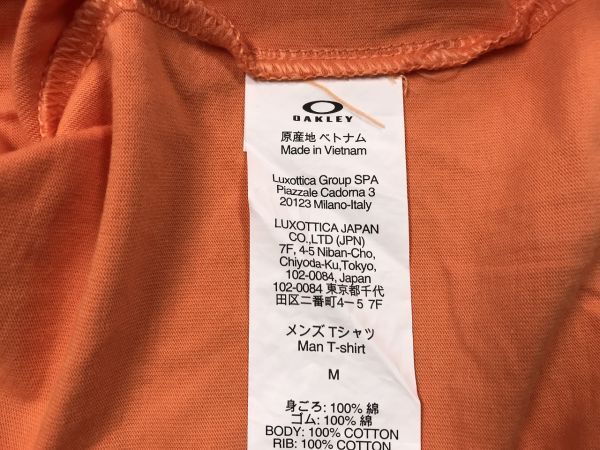 OAKLEY
原産地 ベトナム
Made in Vietnam
Luxottica Group SPA
Piazzale Cadorna 3
20123 Milano-Italy
LUXOTTICA JAPAN
CO.,LTD (JPN)
7F, 4-5 Niban-Cho,
Chiyoda-Ku,Tokyo,
102-0084, Japan
102-0084 東京都千代
田区二番町4－5 7F
メンズ Tシャツ
Man T-shirt
M
身ごろ: 100% 綿
ゴム: 100% 綿
BODY: 100% COTTON
RIB: 100% COTTON